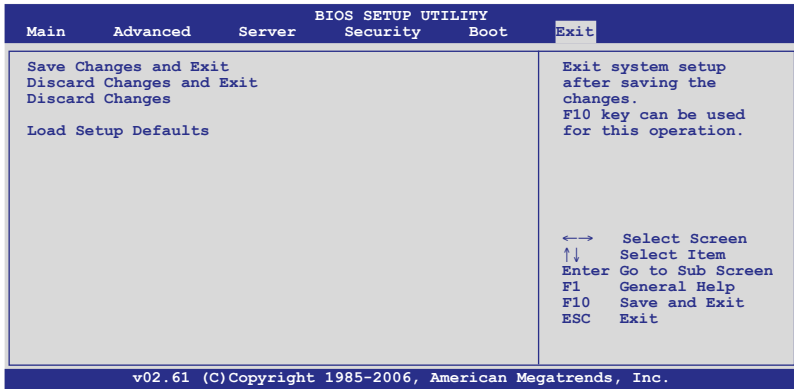 BIOS SETUP UTILITY
Main Advanced Server Security Boot Exit
Save Changes and Exit
Discard Changes and Exit
Discard Changes
Load Setup Defaults
Exit system setup
after saving the
changes.
F10 key can be used
for this operation.
←→ Select Screen
↑↓ Select Item
Enter Go to Sub Screen
F1 General Help
F10 Save and Exit
ESC Exit
v02.61 (C)Copyright 1985-2006, American Megatrends, Inc.